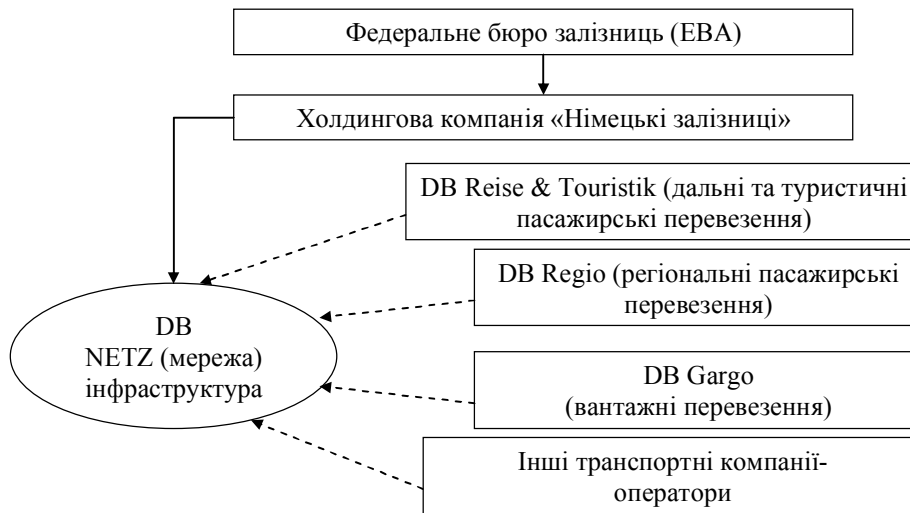 Федеральне бюро залізниць (ЕВА)
Холдингова компанія «Німецькі залізниці»
DB Reise & Touristik (дальні та туристичні
пасажирські перевезення)
DB Regio (регіональні пасажирські
перевезення)
DB
NETZ (мережа)
інфраструктура
DB Gargo
(вантажні перевезення)
Інші транспортні компанії-
оператори